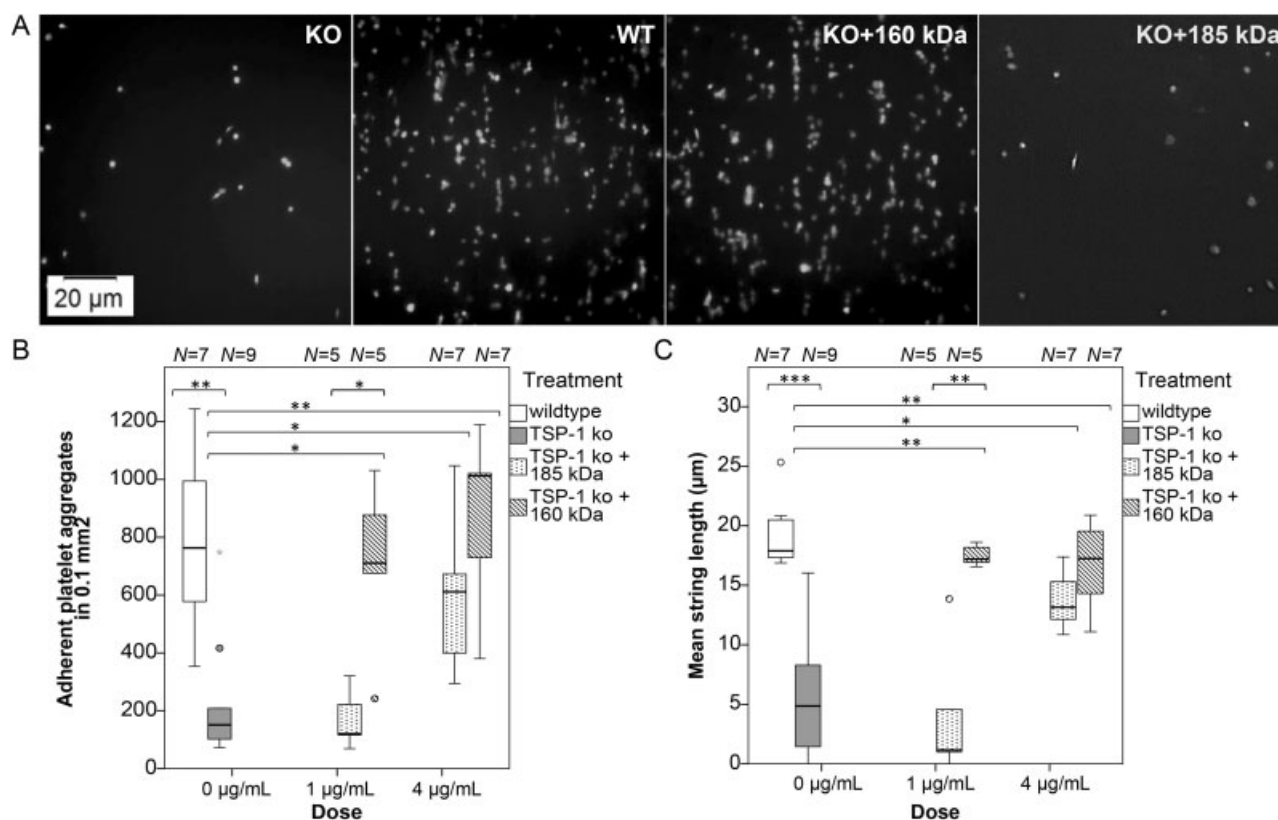 A
KO
WT
KO+160 kDa
KO+185 kDa
20 µm
B
N=7 N=9
N=5 N=5
N=7 N=7
Treatment
wildtype
TSP-1 ko
TSP-1 ko +
185 kDa
TSP-1 ko +
160 kDa
**
*
**
*
*
1200
1000
800
600
400
200
0
Adherent platelet aggregates
in 0.1 mm2
0 µg/mL
1 µg/mL
4 µg/mL
Dose
C
N=7 N=9
N=5 N=5
N=7 N=7
Treatment
wildtype
TSP-1 ko
TSP-1 ko +
185 kDa
TSP-1 ko +
160 kDa
***
**
**
*
**
30
25
20
15
10
5
0
Mean string length (µm)
0 µg/mL
1 µg/mL
4 µg/mL
Dose